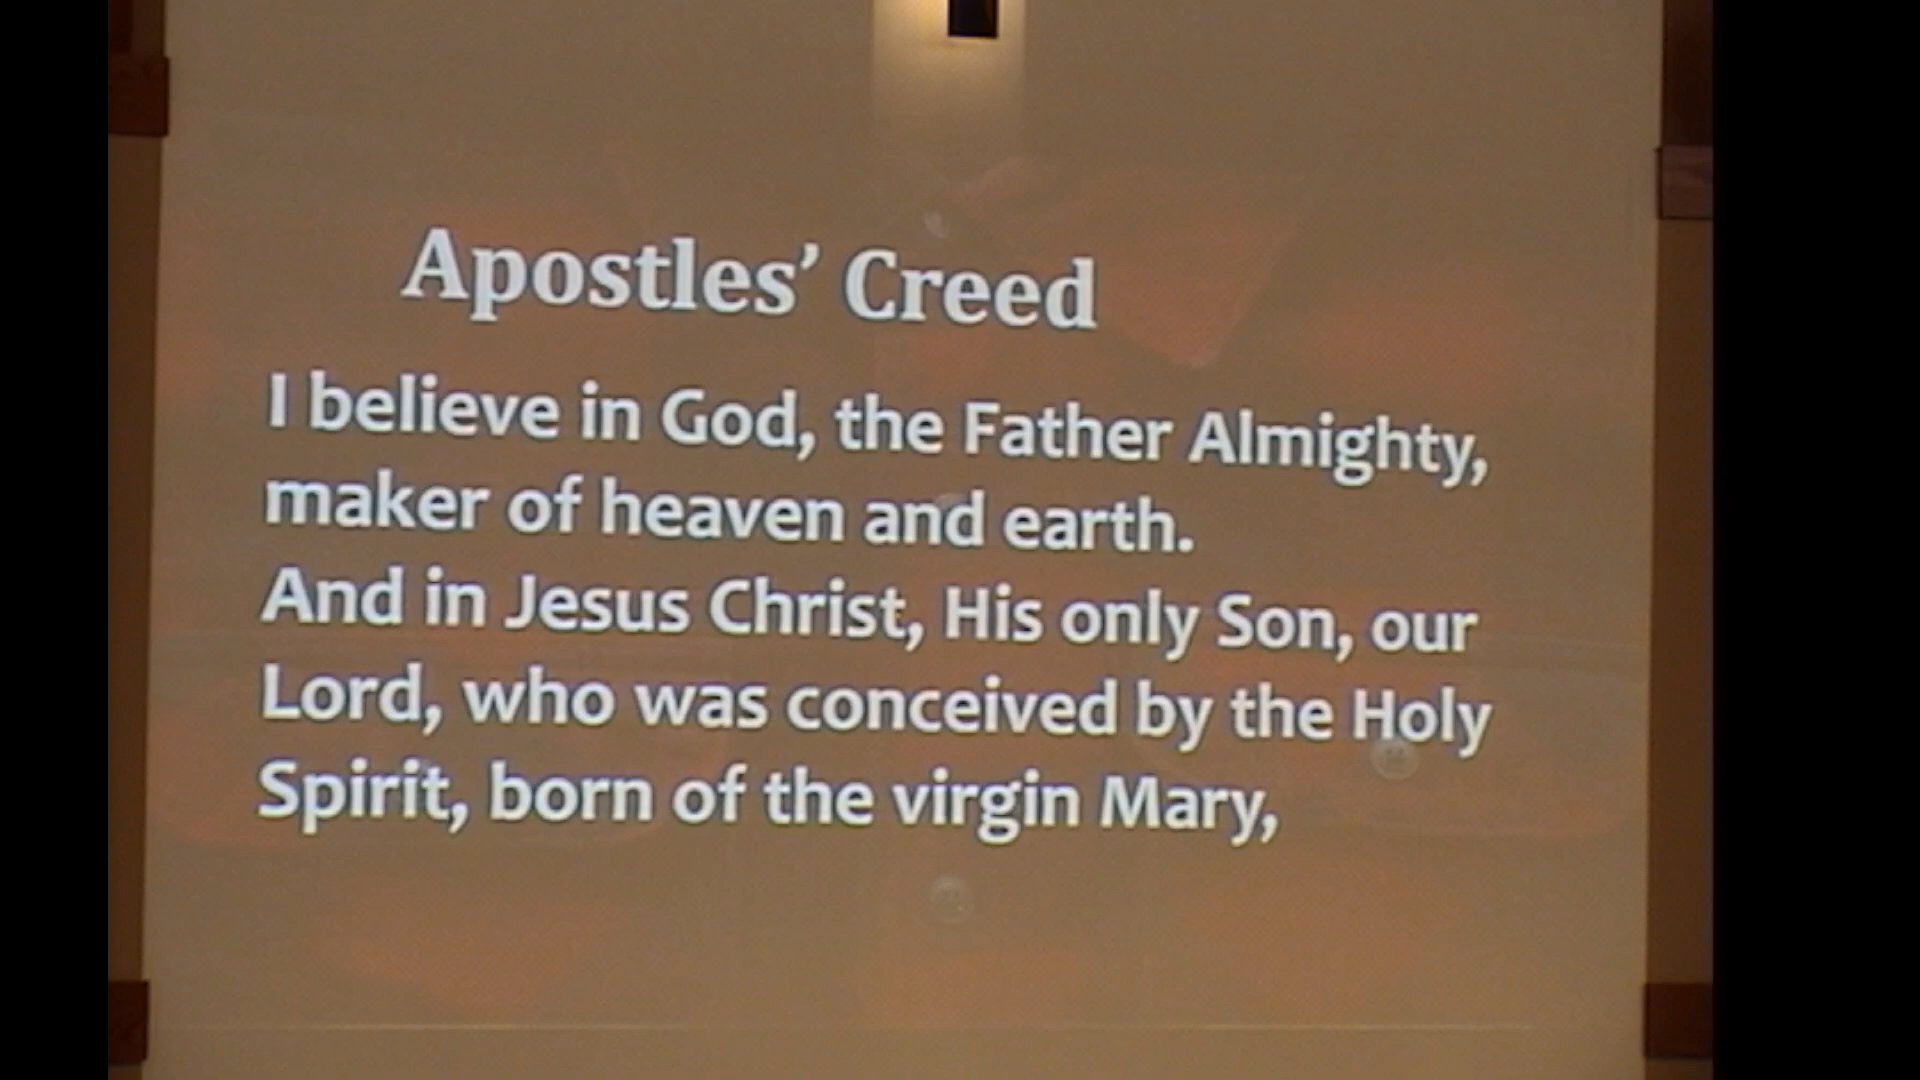 Apostles’ Creed
I believe in God, the Father Almighty,
maker of heaven and earth.
And in Jesus Christ, His only Son, our
Lord, who was conceived by the Holy
Spirit, born of the virgin Mary,